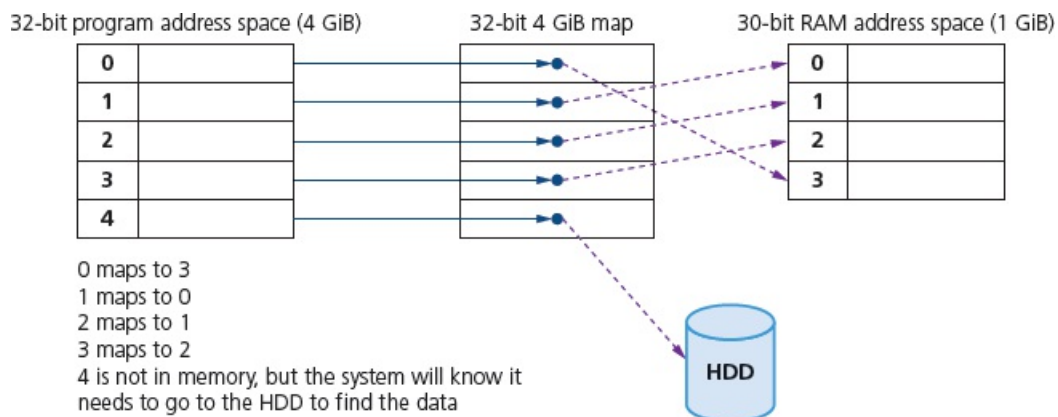 32-bit program address space (4 GiB)
32-bit 4 GiB map
30-bit RAM address space (1 GiB)
0
1
2
3
4
0
1
2
3
0 maps to 3
1 maps to 0
2 maps to 1
3 maps to 2
4 is not in memory, but the system will know it
needs to go to the HDD to find the data
HDD